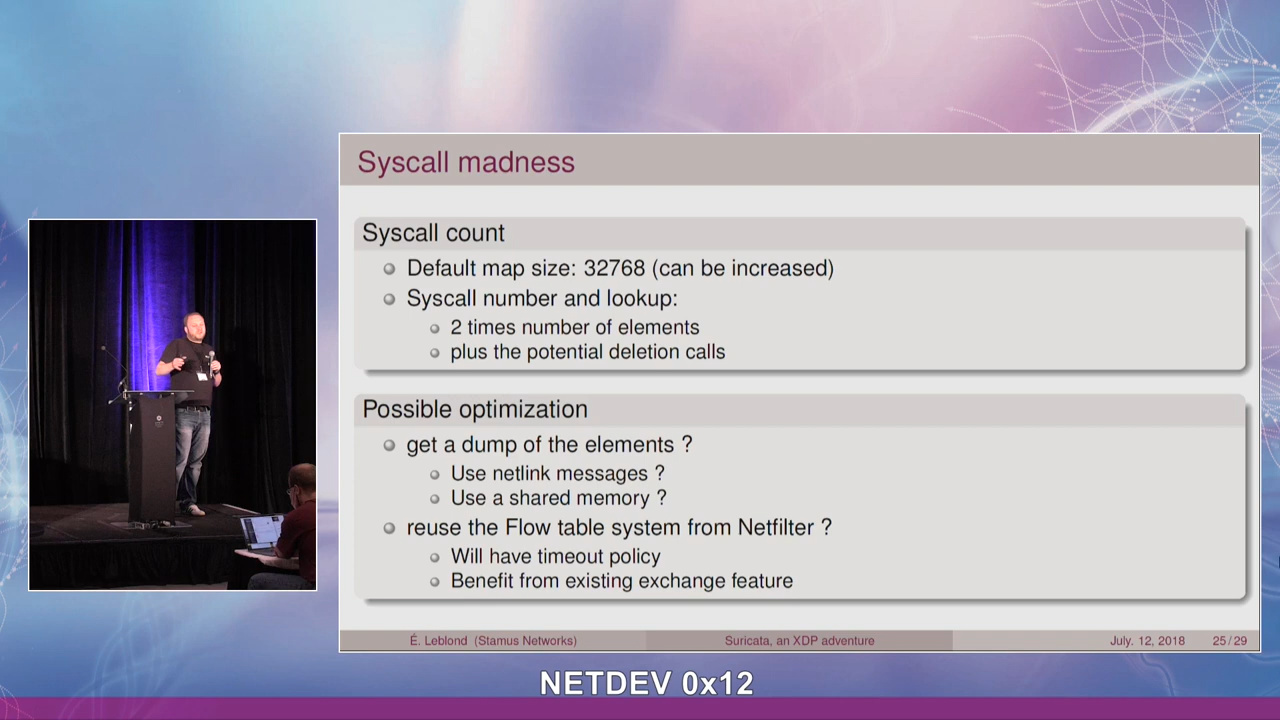 Syscall madness
Syscall count
Default map size: 32768 (can be increased)
Syscall number and lookup:
2 times number of elements
plus the potential deletion calls
Possible optimization
get a dump of the elements ?
Use netlink messages ?
Use a shared memory ?
reuse the Flow table system from Netfilter ?
Will have timeout policy
Benefit from existing exchange feature
É. Leblond (Stamus Networks)
Suricata, an XDP adventure
July. 12, 2018
25 / 29
NETDEV 0x12